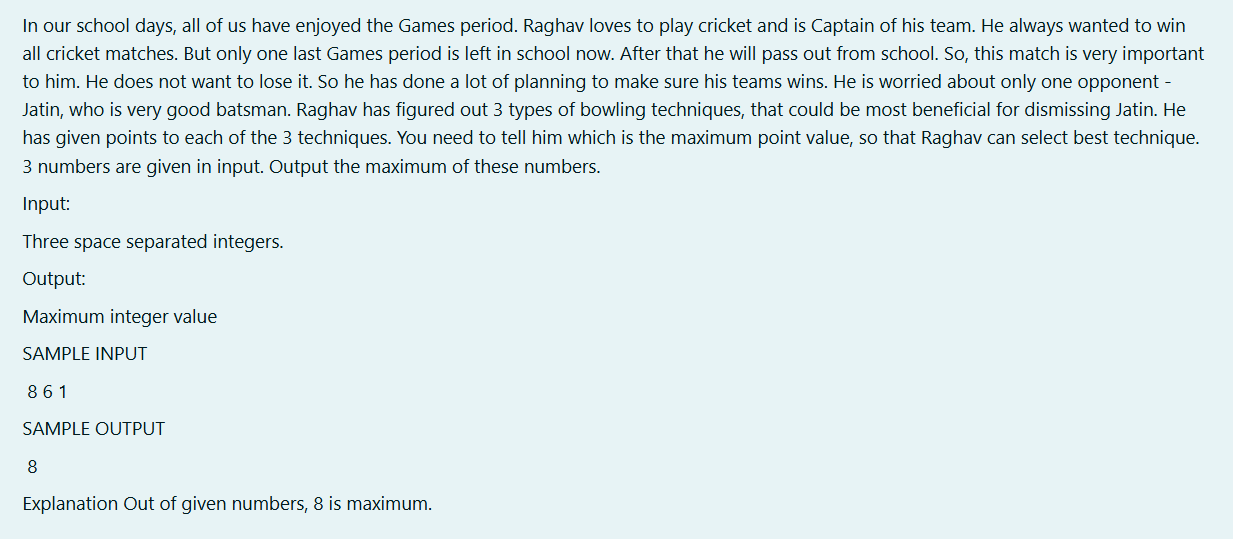 In our school days, all of us have enjoyed the Games period. Raghav loves to play cricket and is Captain of his team. He always wanted to win
all cricket matches. But only one last Games period is left in school now. After that he will pass out from school. So, this match is very important
to him. He does not want to lose it. So he has done a lot of planning to make sure his teams wins. He is worried about only one opponent -
Jatin, who is very good batsman. Raghav has figured out 3 types of bowling techniques, that could be most beneficial for dismissing Jatin. He
has given points to each of the 3 techniques. You need to tell him which is the maximum point value, so that Raghav can select best technique.
3 numbers are given in input. Output the maximum of these numbers.
Input:
Three space separated integers.
Output:
Maximum integer value
SAMPLE INPUT
8 6 1
SAMPLE OUTPUT
8
Explanation Out of given numbers, 8 is maximum.